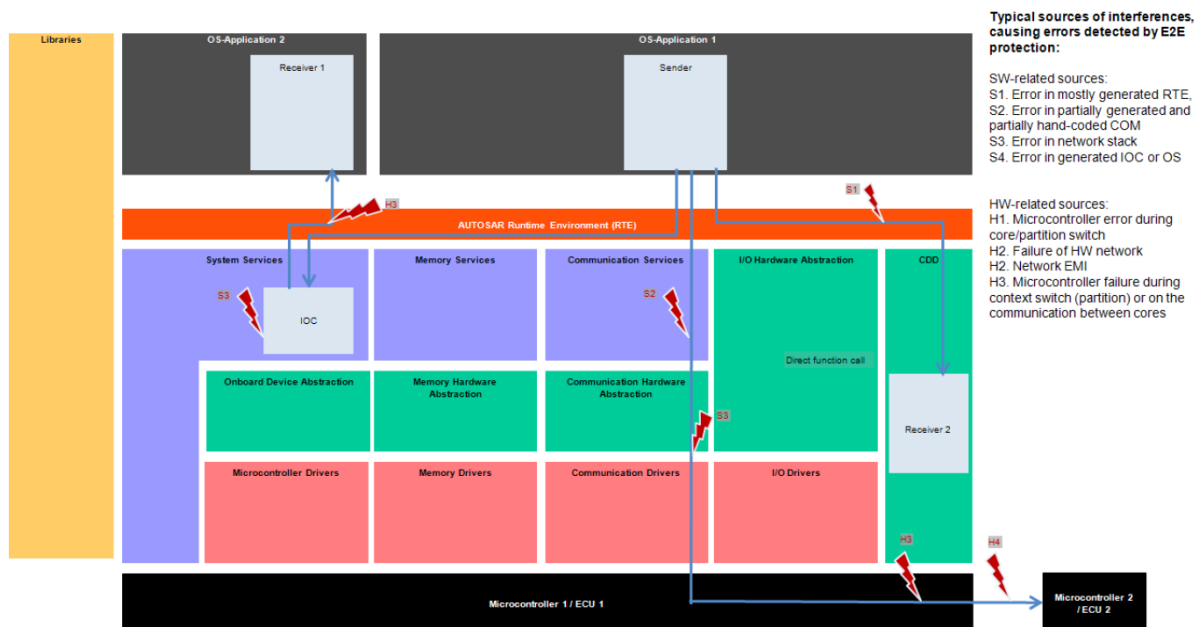 Typical sources of interferences,
causing errors detected by E2E
protection:
SW-related sources:
S1. Error in mostly generated RTE,
S2. Error in partially generated and
partially hand-coded COM
S3. Error in network stack
S4. Error in generated IOC or OS
HW-related sources:
H1. Microcontroller error during
core/partition switch
H2. Failure of HW network
H2. Network EMI
H3. Microcontroller failure during
context switch (partition) or on the
communication between cores
Libraries
OS-Application 2
OS-Application 1
Receiver 1
Sender
H3
S1
AUTOSAR Runtime Environment (RTE)
System Services
Memory Services
Communication Services
I/O Hardware Abstraction
CDD
S3
S2
IOC
Direct function call
Onboard Device Abstraction
Memory Hardware
Abstraction
Communication Hardware
Abstraction
S3
Receiver 2
Microcontroller Drivers
Memory Drivers
Communication Drivers
I/O Drivers
H3
H4
Microcontroller 1 / ECU 1
Microcontroller 2
/ ECU 2